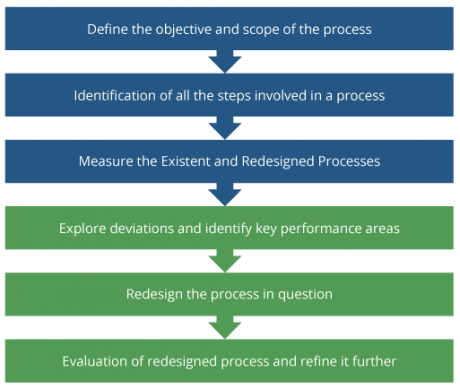 Define the objective and scope of the process
Identification of all the steps involved in a process
Measure the Existent and Redesigned Processes
Explore deviations and identify key performance areas
Redesign the process in question
Evaluation of redesigned process and refine it further